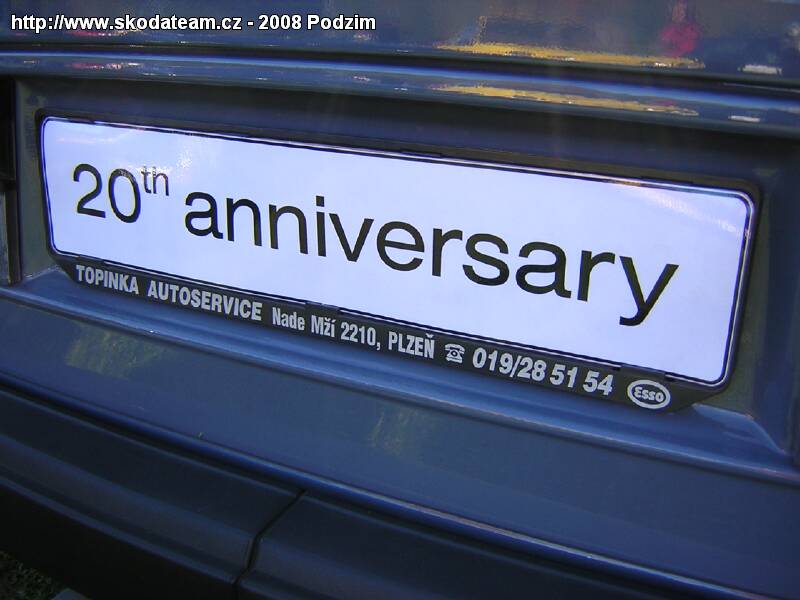 http://www.skodateam.cz - 2008 Podzim
20th anniversary
TOPINKA AUTOSERVICE Nade Mží 2210, PLZEŇ ☎ 019/28 51 54 Esso